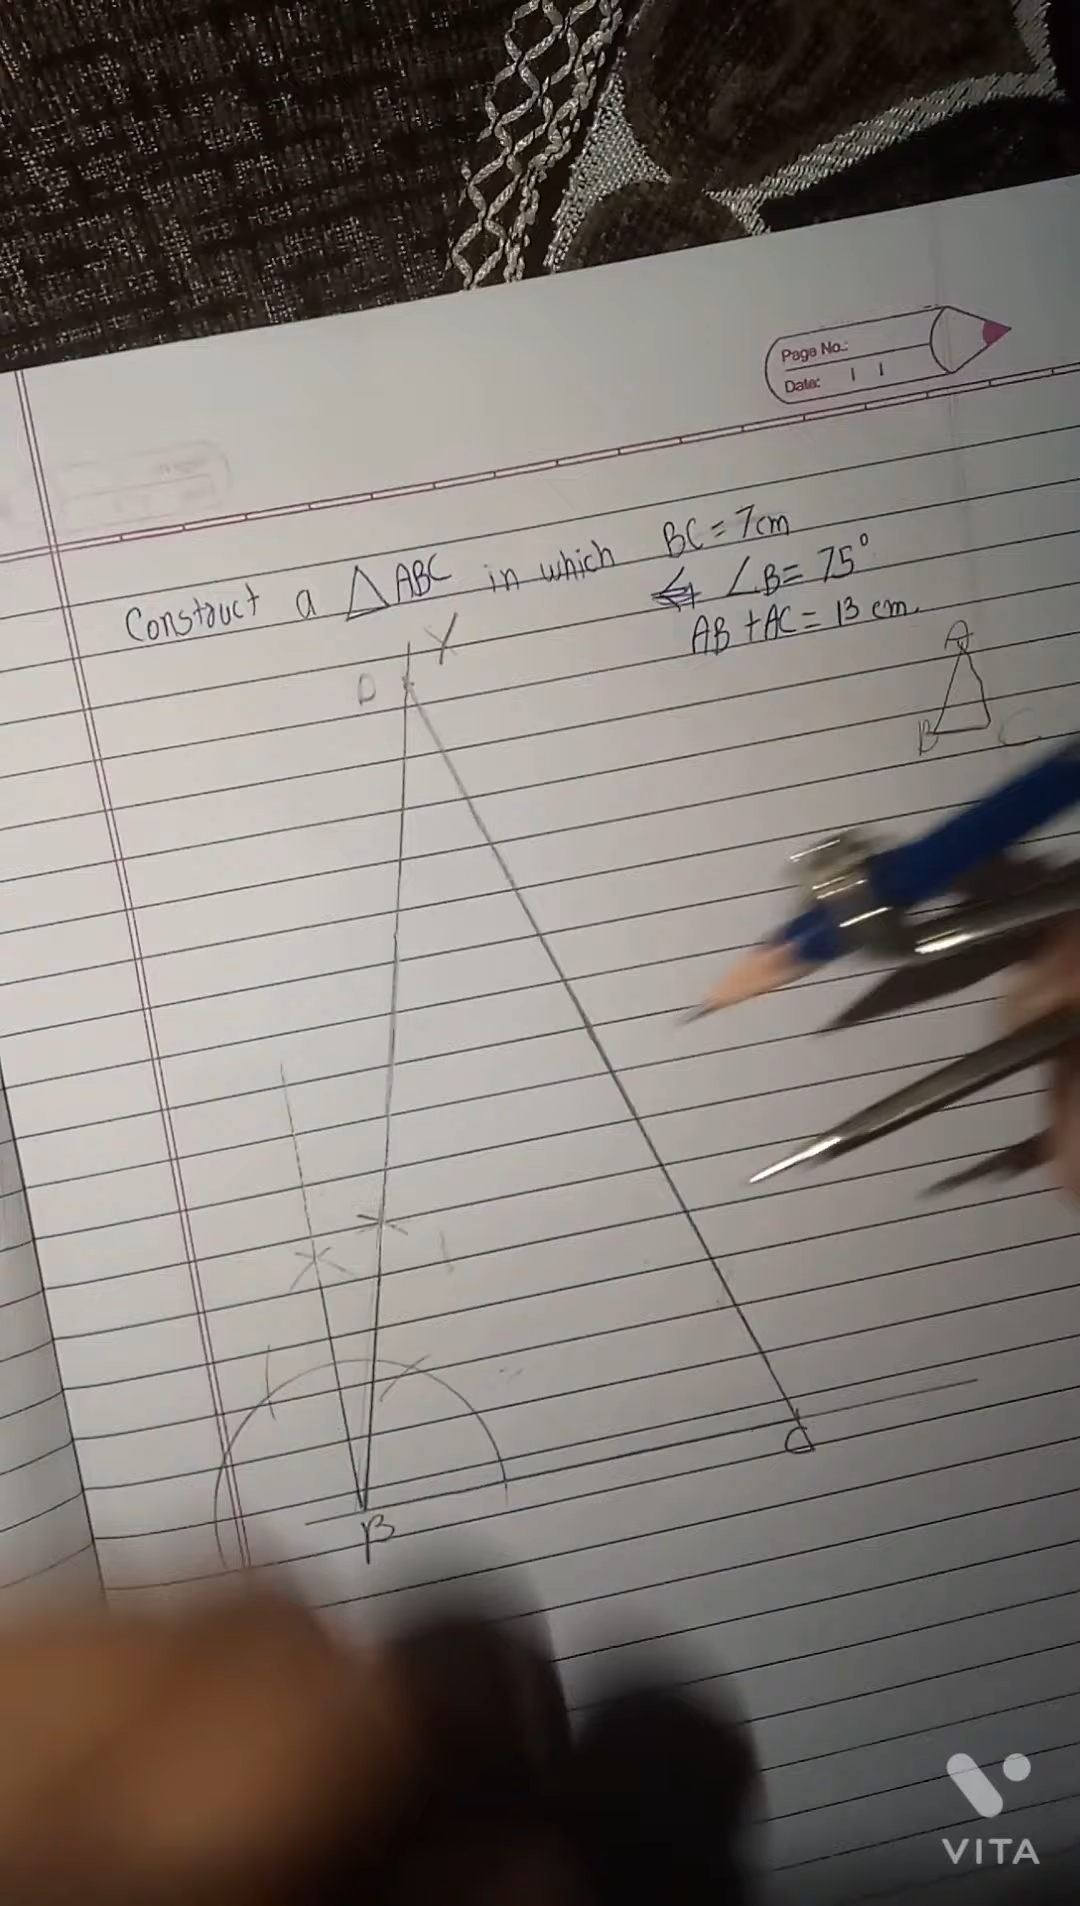 Page No.:
Date:
Construct a △ABC in which BC = 7cm
∠B = 75°
AB + AC = 13 cm.
Y
D
A
B
C
C
B
VITA